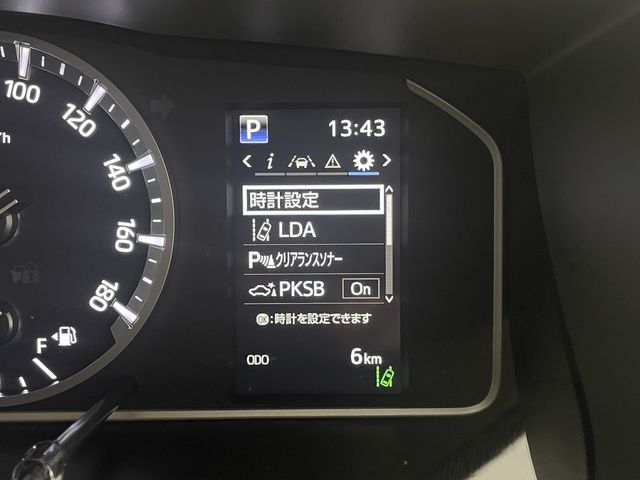 100
120
140
160
180
/h
F
P
13:43
i
時計設定
LDA
Pクリアランスソナー
PKSB On
OK:時計を設定できます
ODO 6km